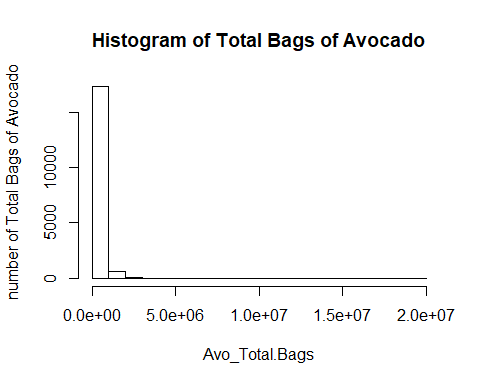 Histogram of Total Bags of Avocado
number of Total Bags of Avocado
10000
5000
0
0.0e+00 5.0e+06 1.0e+07 1.5e+07 2.0e+07
Avo_Total.Bags